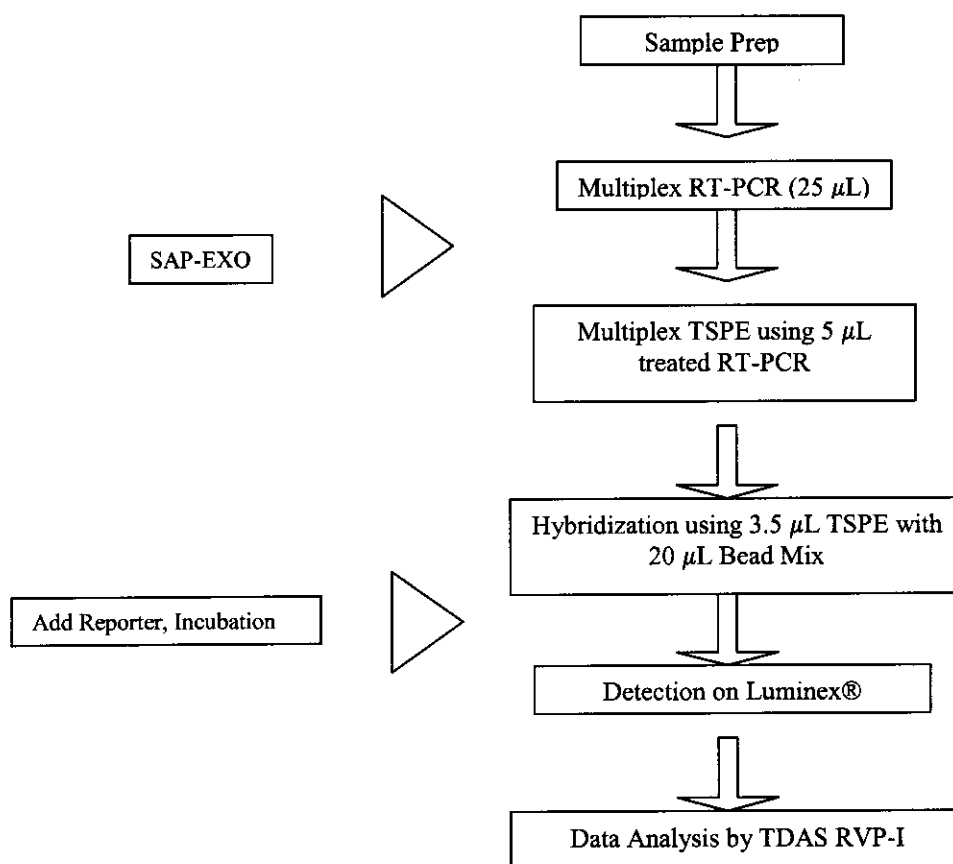 Sample Prep
Multiplex RT-PCR (25 μL)
SAP-EXO
Multiplex TSPE using 5 μL
treated RT-PCR
Hybridization using 3.5 μL TSPE with
20 μL Bead Mix
Add Reporter, Incubation
Detection on Luminex®
Data Analysis by TDAS RVP-I